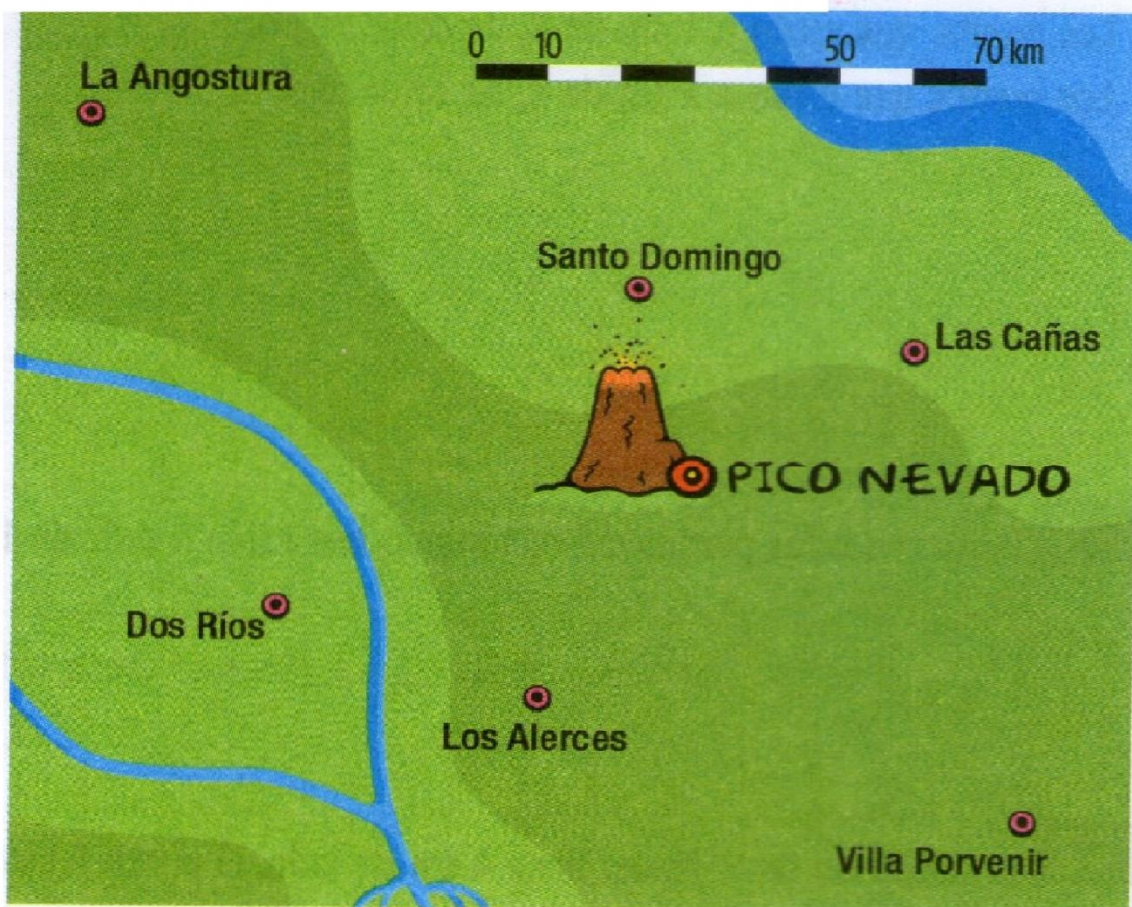 0 10 50 70 km
La Angostura
Santo Domingo
Las Cañas
PICO NEVADO
Dos Ríos
Los Alerces
Villa Porvenir